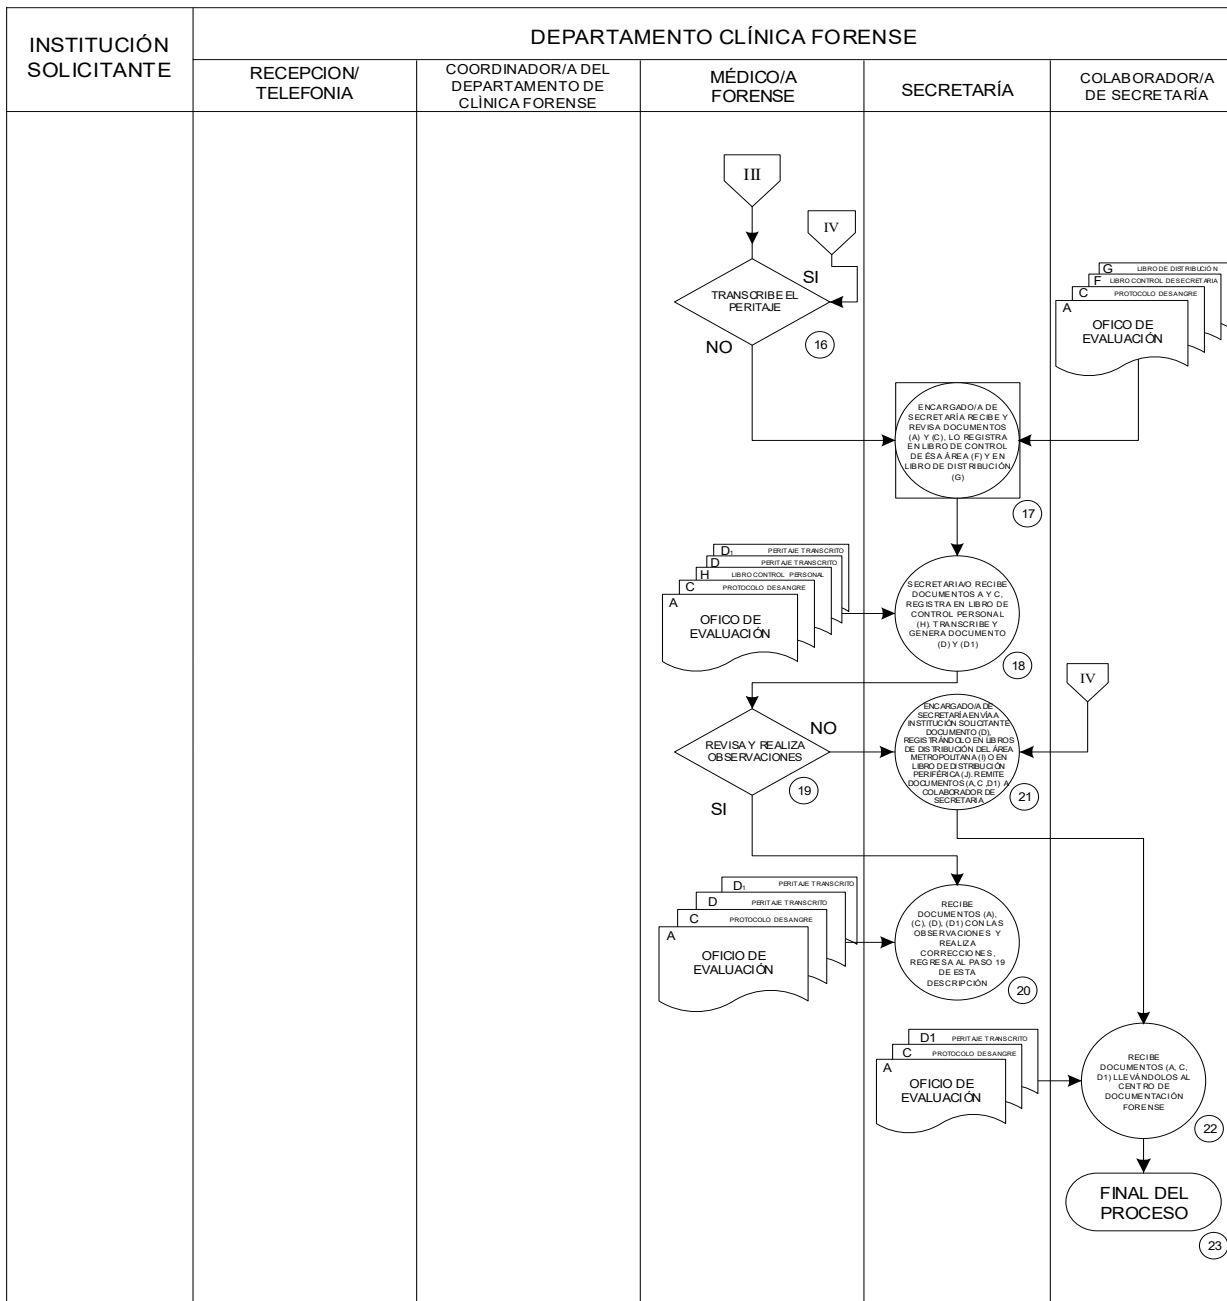 INSTITUCIÓN
SOLICITANTE
DEPARTAMENTO CLÍNICA FORENSE
RECEPCION/
TELEFONIA
COORDINADOR/A DEL
DEPARTAMENTO DE
CLÌNICA FORENSE
MÉDICO/A
FORENSE
SECRETARÍA
COLABORADOR/A
DE SECRETARÍA
III
IV
TRANSCRIBE EL
PERITAJE
SI
NO
16
G
LIBRO DE DISTRIBUCIÓN
F
LIBRO CONTROL DE SECRETARIA
C
PROTOCOLO DE SANGRE
A
OFICO DE
EVALUACIÓN
ENCARGADO/A DE
SECRETARÍA RECIBE Y
REVISA DOCUMENTOS
(A) Y (C), LO REGISTRA
EN LIBRO DE CONTROL
DE ÉSA ÁREA (F) Y EN
LIBRO DE DISTRIBUCIÓN
(G)
17
D1
PERITAJE TRANSCRITO
D
PERITAJE TRANSCRITO
H
LIBRO CONTROL PERSONAL
C
PROTOCOLO DE SANGRE
A
OFICO DE
EVALUACIÓN
SECRETARIA/O RECIBE
DOCUMENTOS A Y C,
REGISTRA EN LIBRO DE
CONTROL PERSONAL
(H). TRANSCRIBE Y
GENERA DOCUMENTO
(D) Y (D1)
18
IV
REVISA Y REALIZA
OBSERVACIONES
NO
SI
19
ENCARGADO/A DE
SECRETARÍA ENVÍA A
INSTITUCIÓN SOLICITANTE
DOCUMENTO (D),
REGISTRÁNDOLO EN LIBROS
DE DISTRIBUCIÓN DEL ÁREA
METROPOLITANA (I) O EN
LIBRO DE DISTRIBUCIÓN
PERIFÉRICA (J). REMITE
DOCUMENTOS (A, C ,D1) A
COLABORADOR DE
SECRETARIA
21
D1
PERITAJE TRANSCRITO
D
PERITAJE TRANSCRITO
C
PROTOCOLO DE SANGRE
A
OFICIO DE
EVALUACIÓN
RECIBE
DOCUMENTOS (A),
(C), (D), (D1) CON LAS
OBSERVACIONES Y
REALIZA
CORRECCIONES,
REGRESA AL PASO 19
DE ESTA
DESCRIPCIÓN
20
D1
PERITAJE TRANSCRITO
C
PROTOCOLO DE SANGRE
A
OFICIO DE
EVALUACIÓN
RECIBE
DOCUMENTOS (A, C,
D1) LLEVÁNDOLOS AL
CENTRO DE
DOCUMENTACIÓN
FORENSE
22
FINAL DEL
PROCESO
23